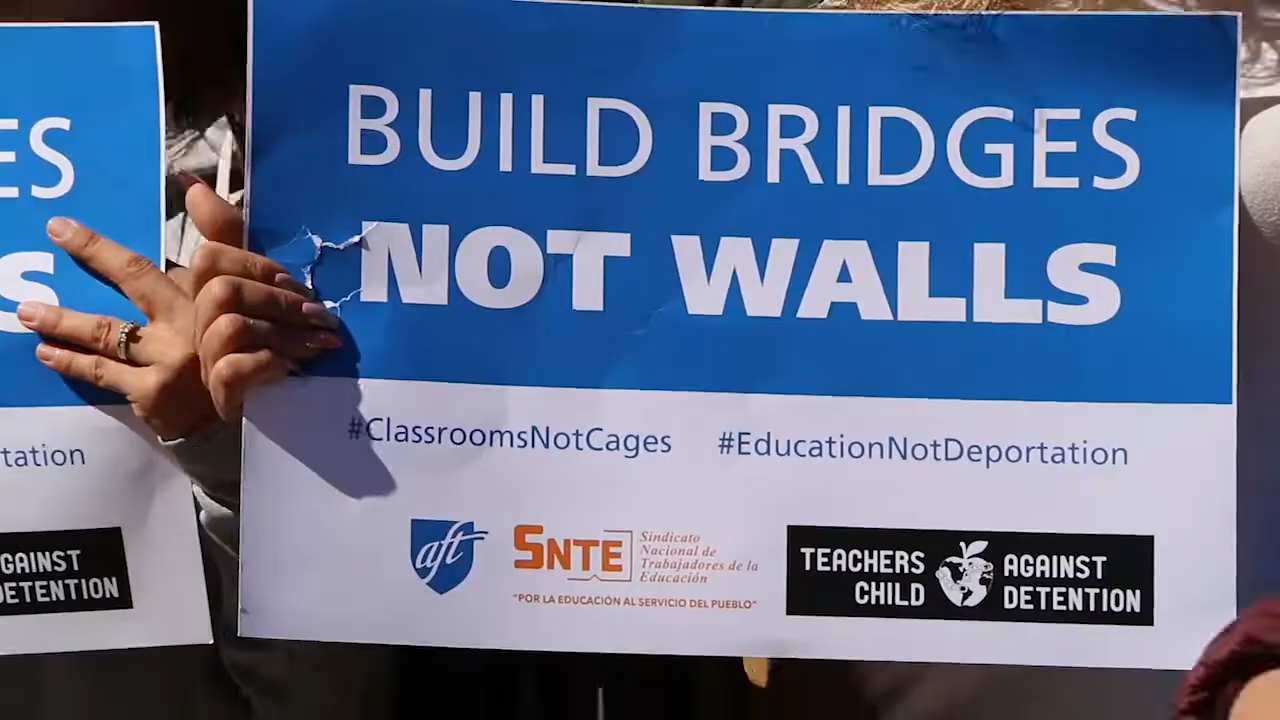 BUILD BRIDGES
NOT WALLS
#ClassroomsNotCages #EducationNotDeportation
aft
SNTE
Sindicato
Nacional de
Trabajadores de la
Educación
"POR LA EDUCACIÓN AL SERVICIO DEL PUEBLO"
TEACHERS AGAINST
CHILD DETENTION
ES
S
tation
GAINST
DETENTION